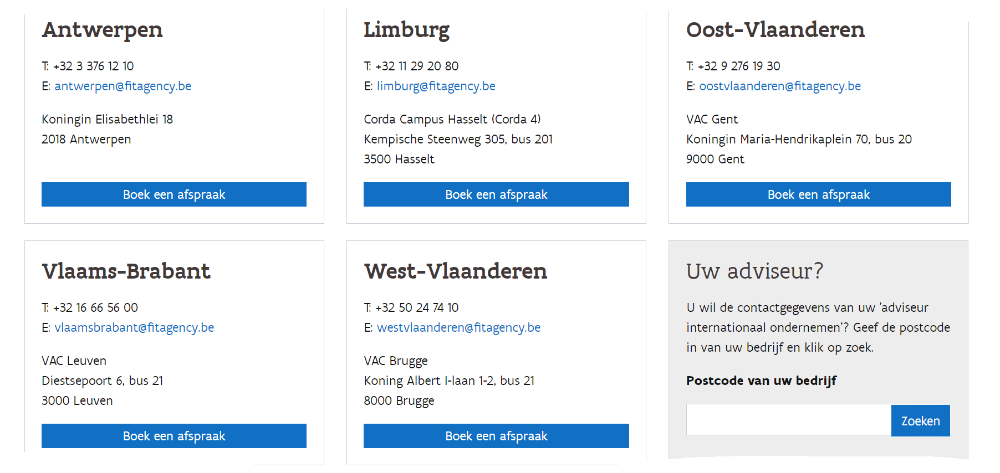 Antwerpen
T: +32 3 376 12 10
E: antwerpen@fitagency.be
Koningin Elisabethlei 18
2018 Antwerpen
Boek een afspraak
Limburg
T: +32 11 29 20 80
E: limburg@fitagency.be
Corda Campus Hasselt (Corda 4)
Kempische Steenweg 305, bus 201
3500 Hasselt
Boek een afspraak
Oost-Vlaanderen
T: +32 9 276 19 30
E: oostvlaanderen@fitagency.be
VAC Gent
Koningin Maria-Hendrikaplein 70, bus 20
9000 Gent
Boek een afspraak
Vlaams-Brabant
T: +32 16 66 56 00
E: vlaamsbrabant@fitagency.be
VAC Leuven
Diestsepoort 6, bus 21
3000 Leuven
Boek een afspraak
West-Vlaanderen
T: +32 50 24 74 10
E: westvlaanderen@fitagency.be
VAC Brugge
Koning Albert I-laan 1-2, bus 21
8000 Brugge
Boek een afspraak
Uw adviseur?
U wil de contactgegevens van uw 'adviseur
internationaal ondernemen'? Geef de postcode
in van uw bedrijf en klik op zoek.
Postcode van uw bedrijf
Zoeken